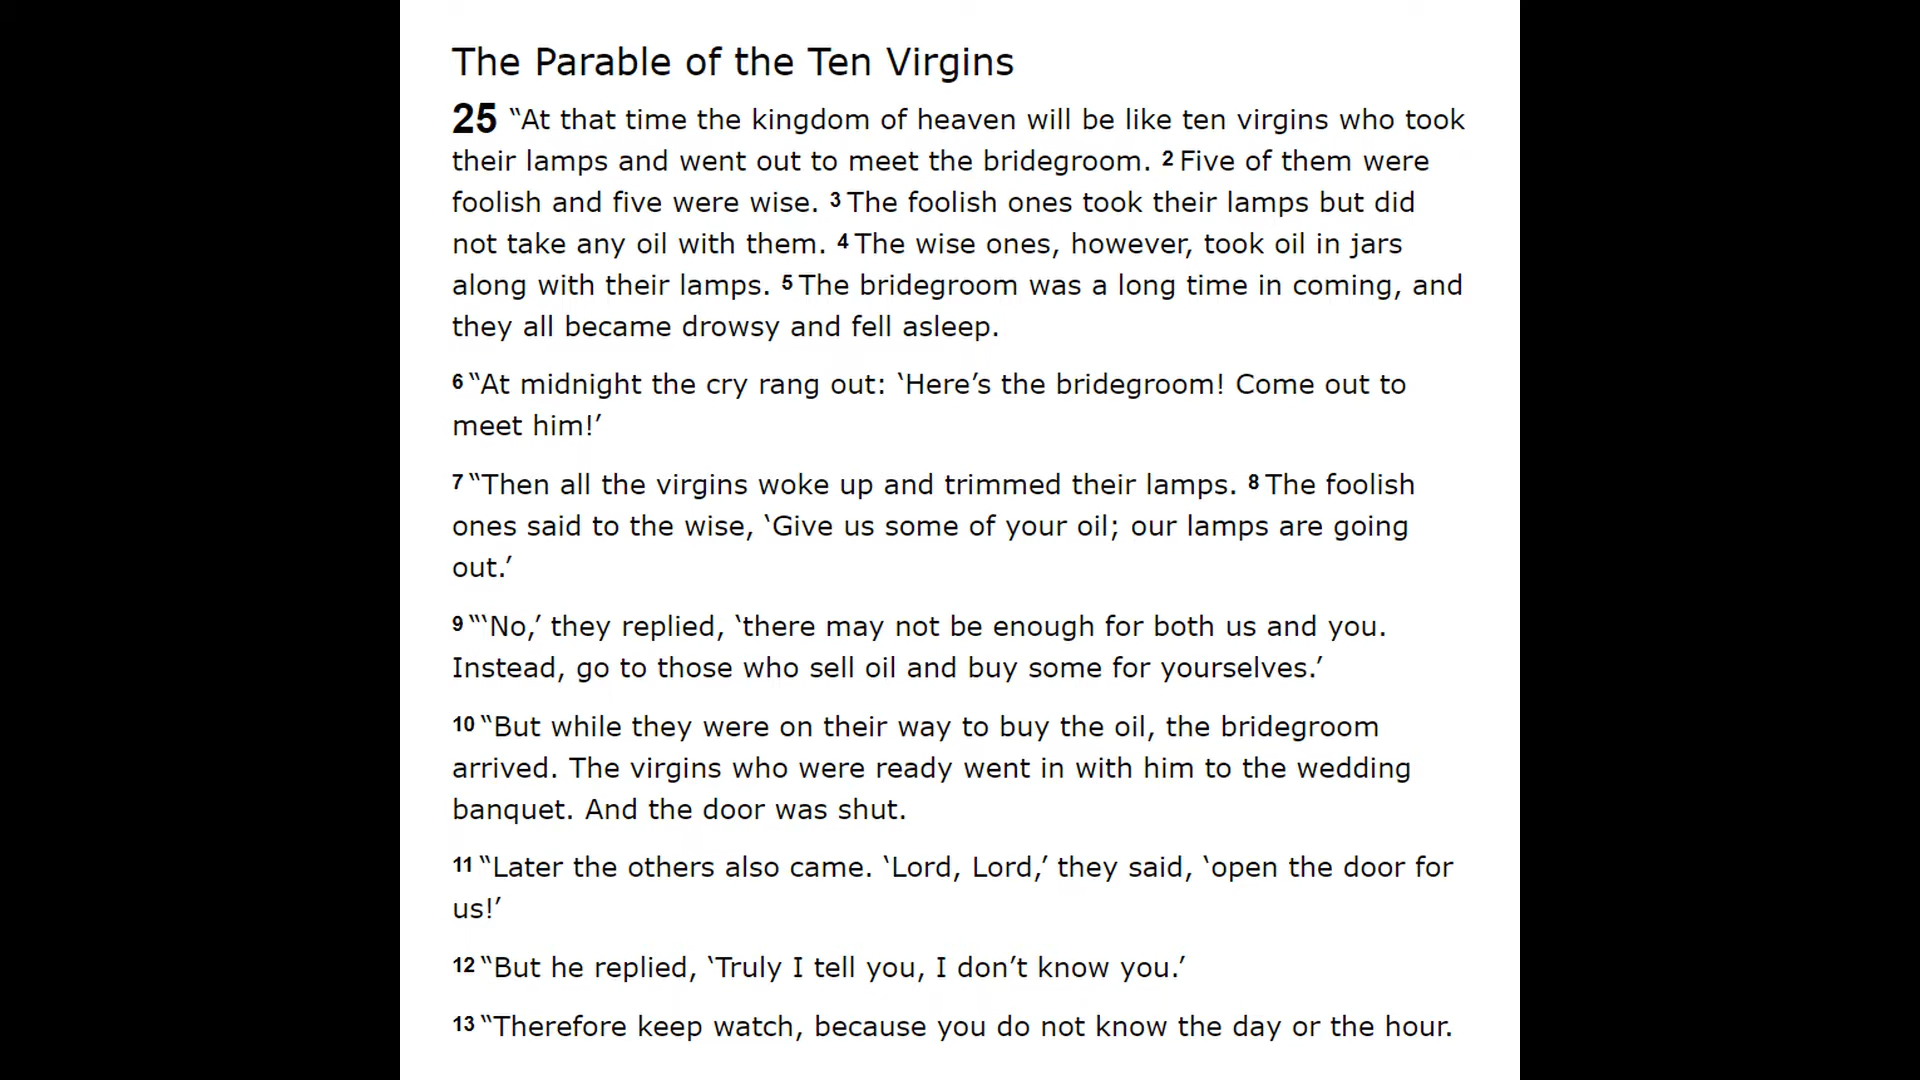 The Parable of the Ten Virgins
25 “At that time the kingdom of heaven will be like ten virgins who took
their lamps and went out to meet the bridegroom. 2 Five of them were
foolish and five were wise. 3 The foolish ones took their lamps but did
not take any oil with them. 4 The wise ones, however, took oil in jars
along with their lamps. 5 The bridegroom was a long time in coming, and
they all became drowsy and fell asleep.
6 “At midnight the cry rang out: ‘Here’s the bridegroom! Come out to
meet him!’
7 “Then all the virgins woke up and trimmed their lamps. 8 The foolish
ones said to the wise, ‘Give us some of your oil; our lamps are going
out.’
9 “‘No,’ they replied, ‘there may not be enough for both us and you.
Instead, go to those who sell oil and buy some for yourselves.’
10 “But while they were on their way to buy the oil, the bridegroom
arrived. The virgins who were ready went in with him to the wedding
banquet. And the door was shut.
11 “Later the others also came. ‘Lord, Lord,’ they said, ‘open the door for
us!’
12 “But he replied, ‘Truly I tell you, I don’t know you.’
13 “Therefore keep watch, because you do not know the day or the hour.